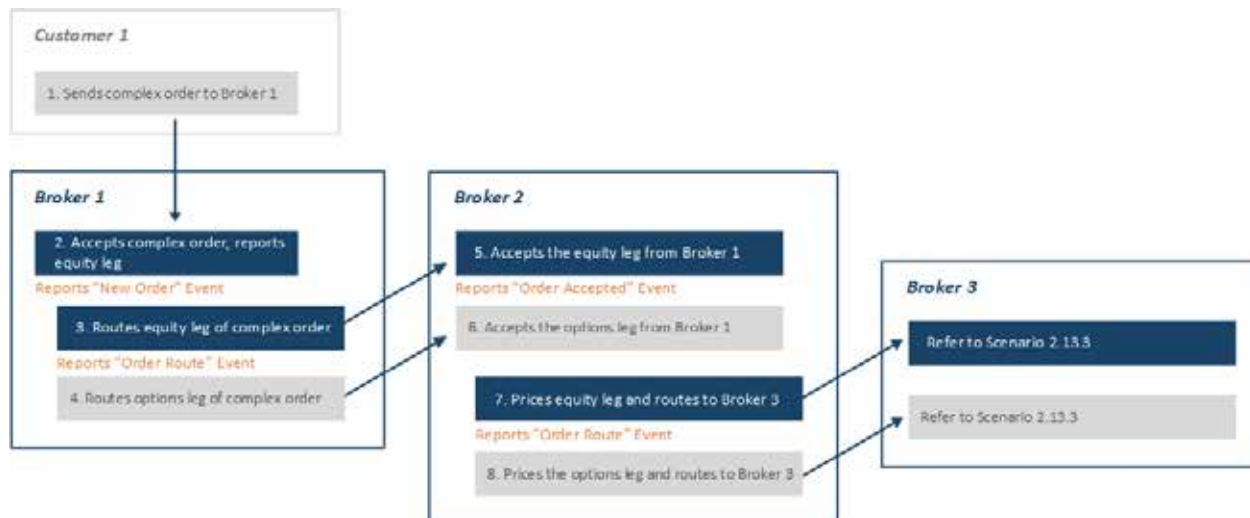 Customer 1
1. Sends complex order to Broker 1
Broker 1
2. Accepts complex order, reports
equity leg
Reports "New Order" Event
3. Routes equity leg of complex order
Reports "Order Route" Event
4. Routes options leg of complex order
Broker 2
5. Accepts the equity leg from Broker 1
Reports "Order Accepted" Event
6. Accepts the options leg from Broker 1
7. Prices equity leg and routes to Broker 3
Reports "Order Route" Event
8. Prices the options leg and routes to Broker 3
Broker 3
Refer to Scenario 2.13.3
Refer to Scenario 2.13.3